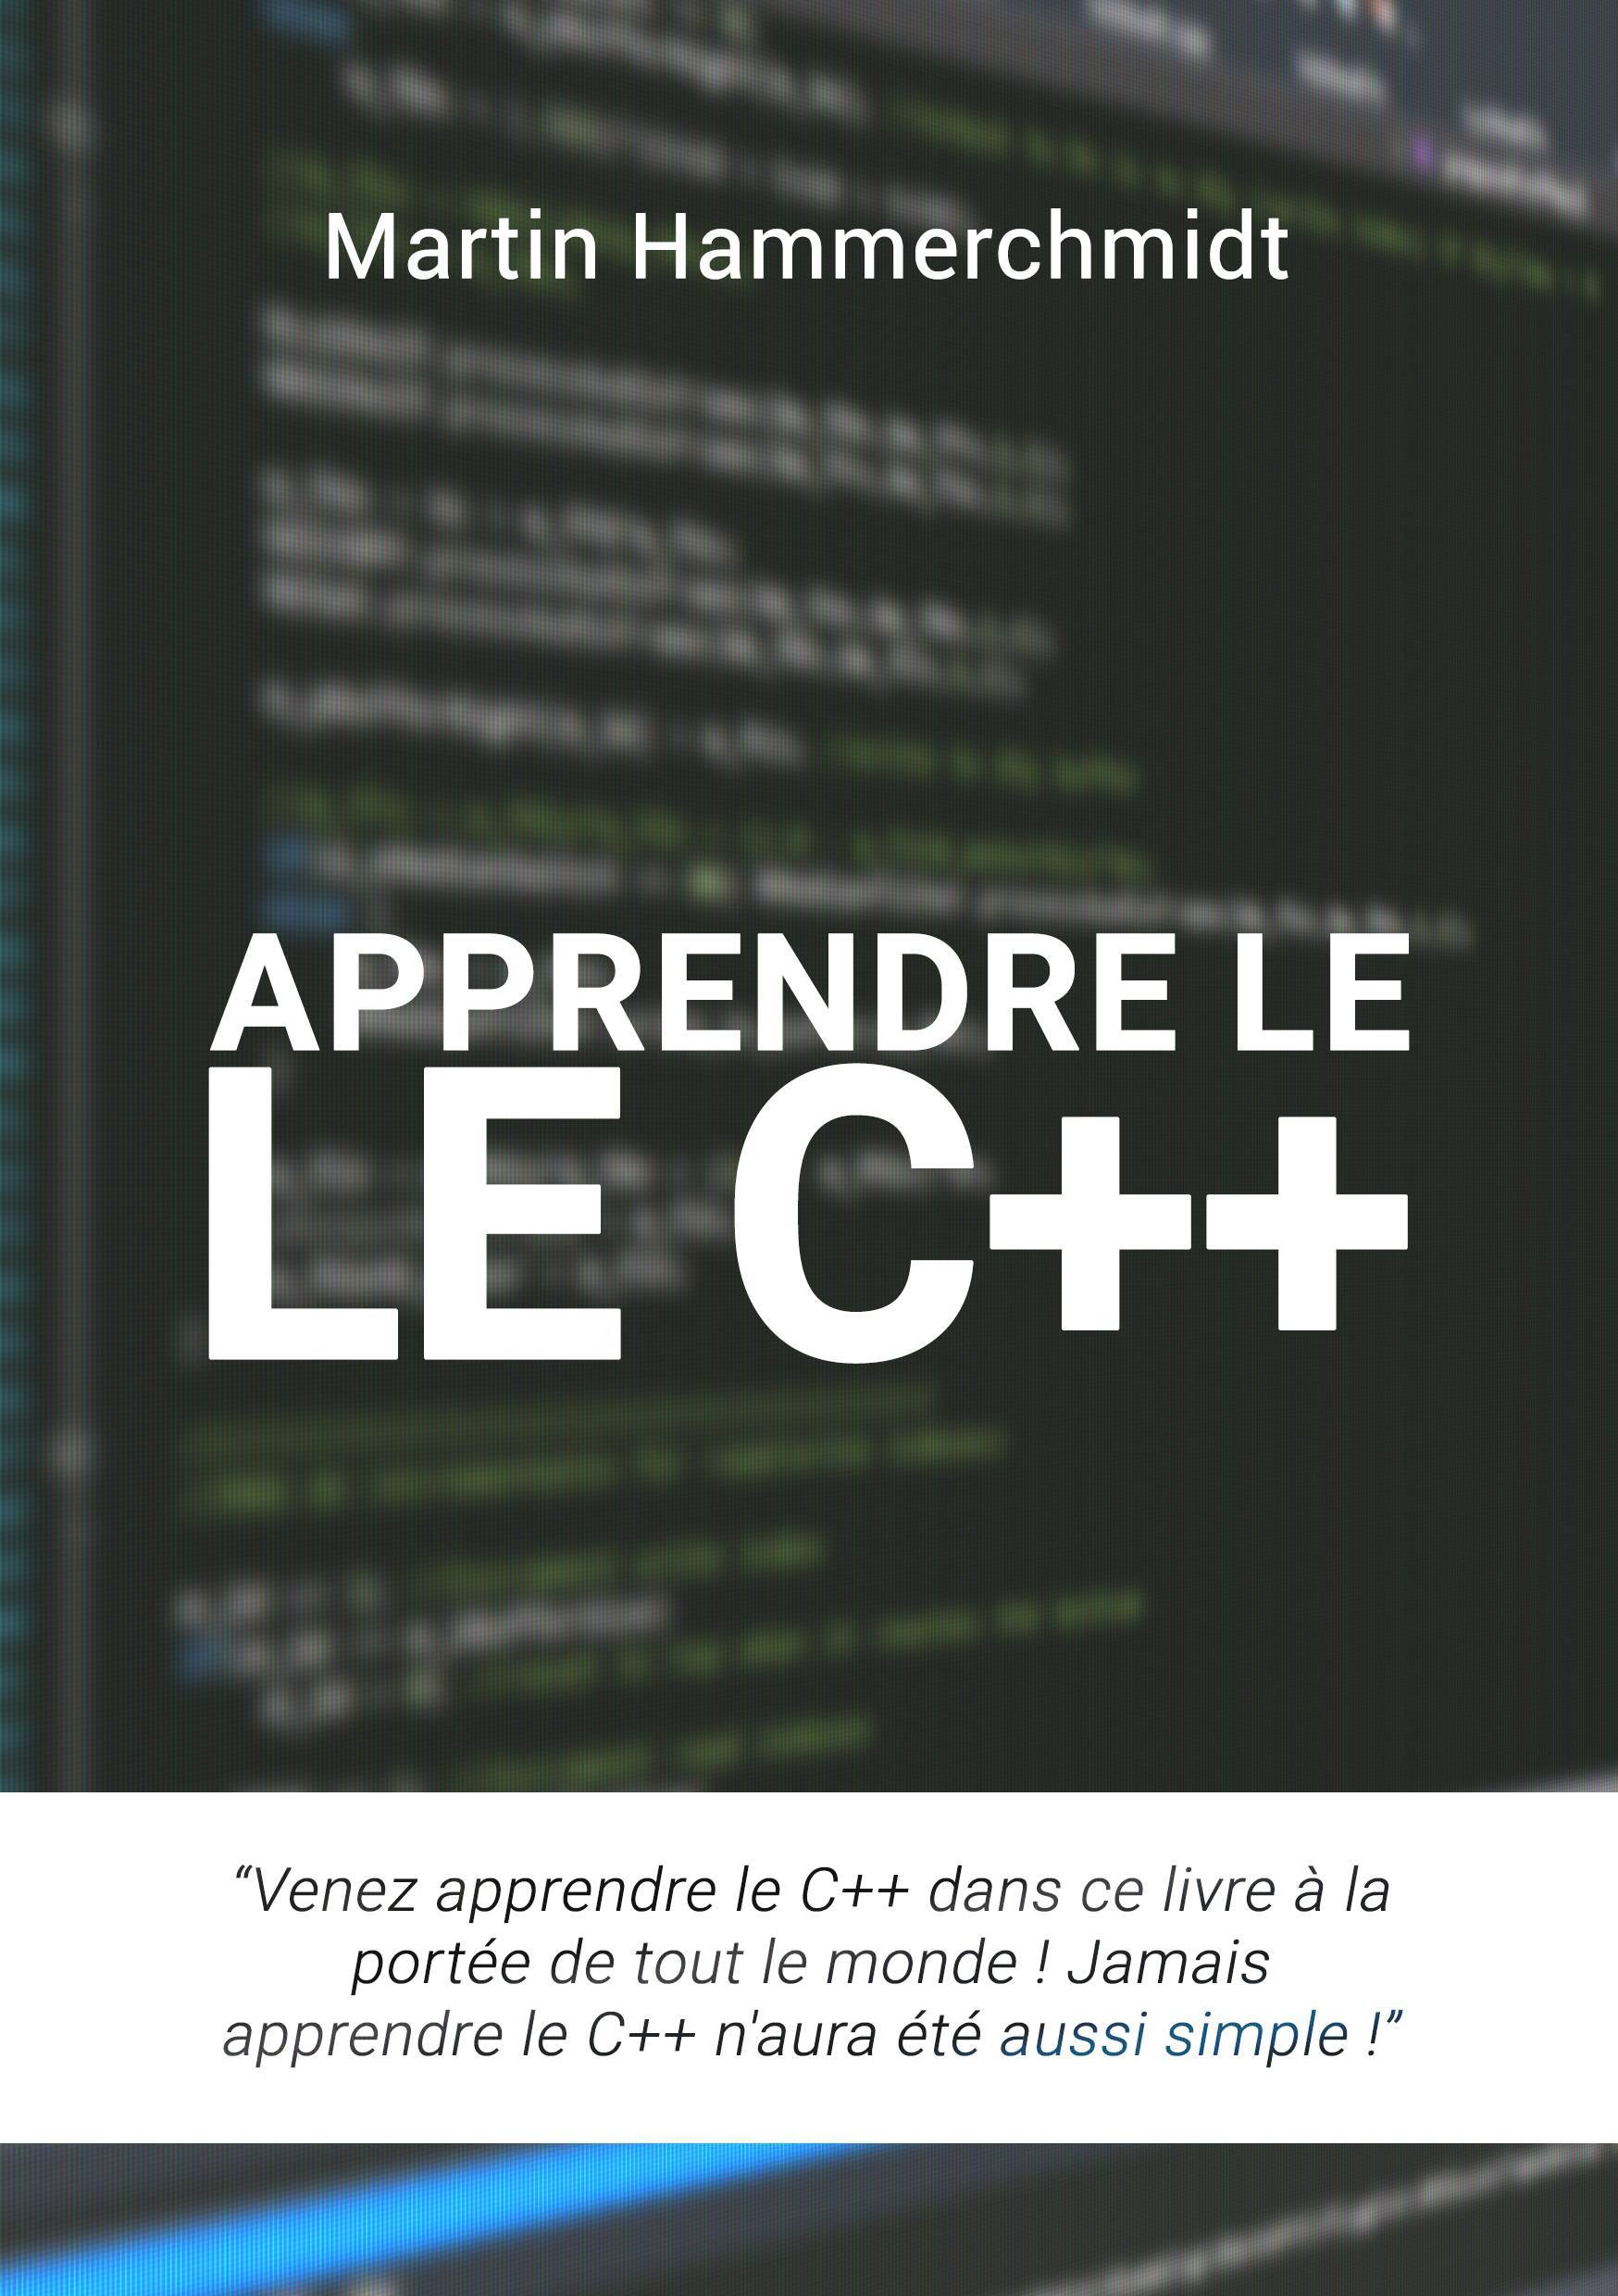 Martin Hammerchmidt
APPRENDRE LE
LE C++
“Venez apprendre le C++ dans ce livre à la
portée de tout le monde ! Jamais
apprendre le C++ n'aura été aussi simple !”